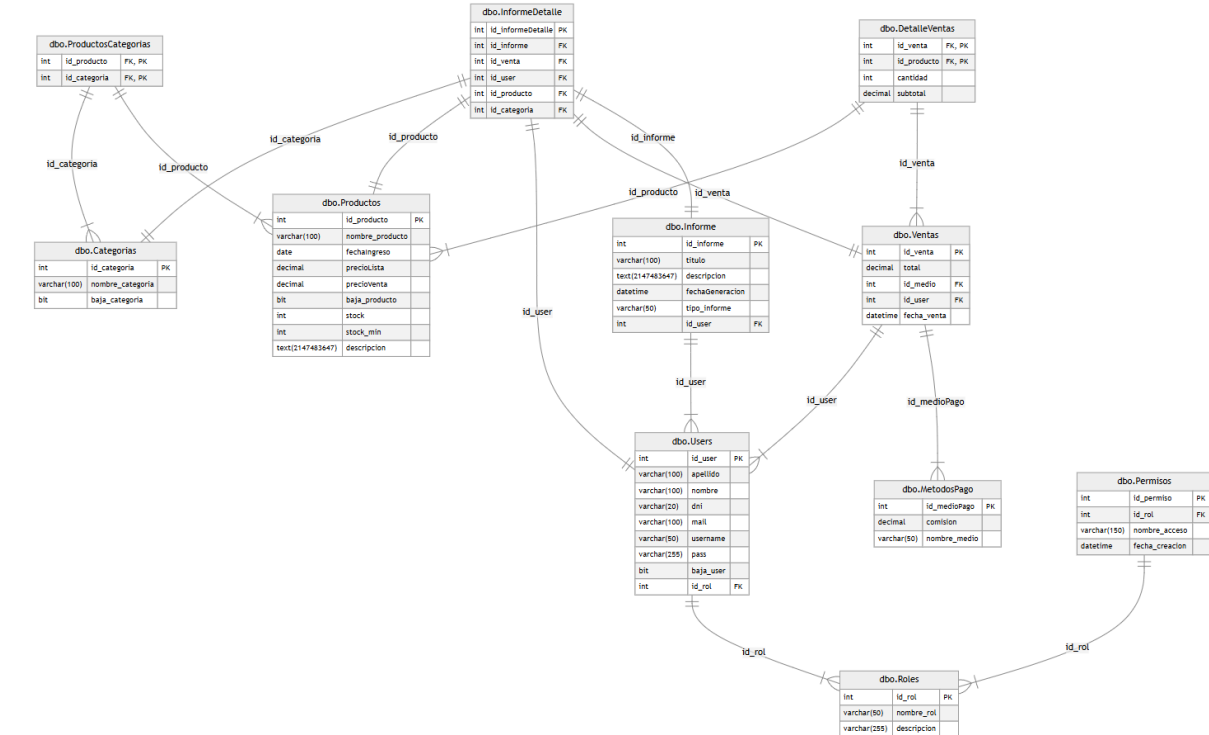 dbo.InformeDetalle
int id_informeDetalle PK
int id_informe FK
int id_venta FK
int id_user FK
int id_producto FK
int id_categoria FK
dbo.DetalleVentas
int id_venta FK, PK
int id_producto FK, PK
int cantidad
decimal subtotal
dbo.ProductosCategorias
int id_producto FK, PK
int id_categoria FK, PK
id_categoria
id_producto
id_informe
id_categoria
id_producto
id_venta
id_producto
id_venta
dbo.Productos
int id_producto PK
varchar(100) nombre_producto
date fechaIngreso
decimal precioLista
decimal precioVenta
bit baja_producto
int stock
int stock_min
text(2147483647) descripcion
dbo.Informe
int id_informe PK
varchar(100) titulo
text(2147483647) descripcion
datetime fechaGeneracion
varchar(50) tipo_informe
int id_user FK
dbo.Ventas
int id_venta PK
decimal total
int id_medio FK
int id_user FK
datetime fecha_venta
dbo.Categorias
int id_categoria PK
varchar(100) nombre_categoria
bit baja_categoria
id_user
id_user
id_user
id_medioPago
dbo.Users
int id_user PK
varchar(100) apellido
varchar(100) nombre
varchar(20) dni
varchar(100) mail
varchar(50) username
varchar(255) pass
bit baja_user
int id_rol FK
dbo.MetodosPago
int id_medioPago PK
decimal comision
varchar(50) nombre_medio
dbo.Permisos
int id_permiso PK
int id_rol FK
varchar(150) nombre_acceso
datetime fecha_creacion
id_rol
id_rol
dbo.Roles
int id_rol PK
varchar(50) nombre_rol
varchar(255) descripcion